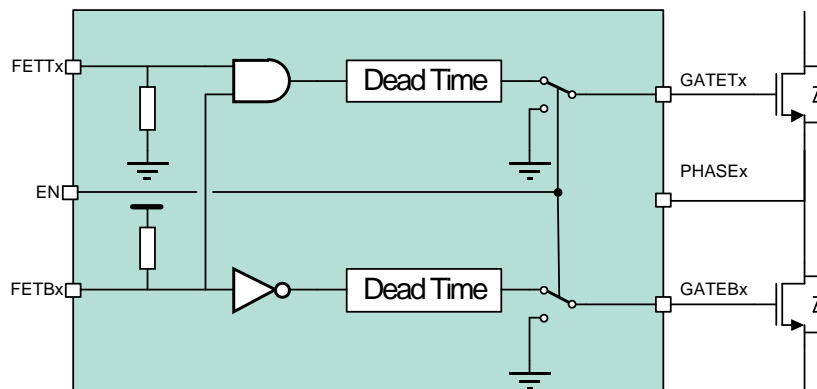 FETTx
Dead Time
GATETx
EN
PHASEx
FETBx
Dead Time
GATEBx